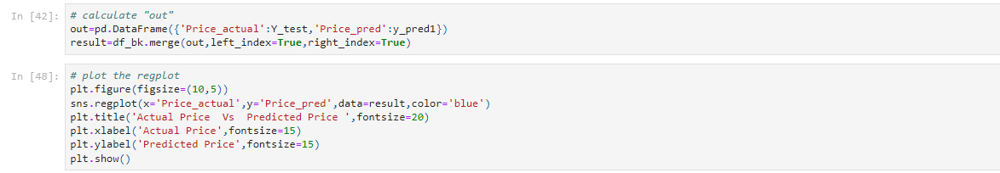 In [42]: # calculate "out"
out=pd.DataFrame({'Price_actual':Y_test,'Price_pred':y_pred1})
result=df_bk.merge(out,left_index=True,right_index=True)
In [48]: # plot the regplot
plt.figure(figsize=(10,5))
sns.regplot(x='Price_actual',y='Price_pred',data=result,color='blue')
plt.title('Actual Price  Vs  Predicted Price ',fontsize=20)
plt.xlabel('Actual Price',fontsize=15)
plt.ylabel('Predicted Price',fontsize=15)
plt.show()